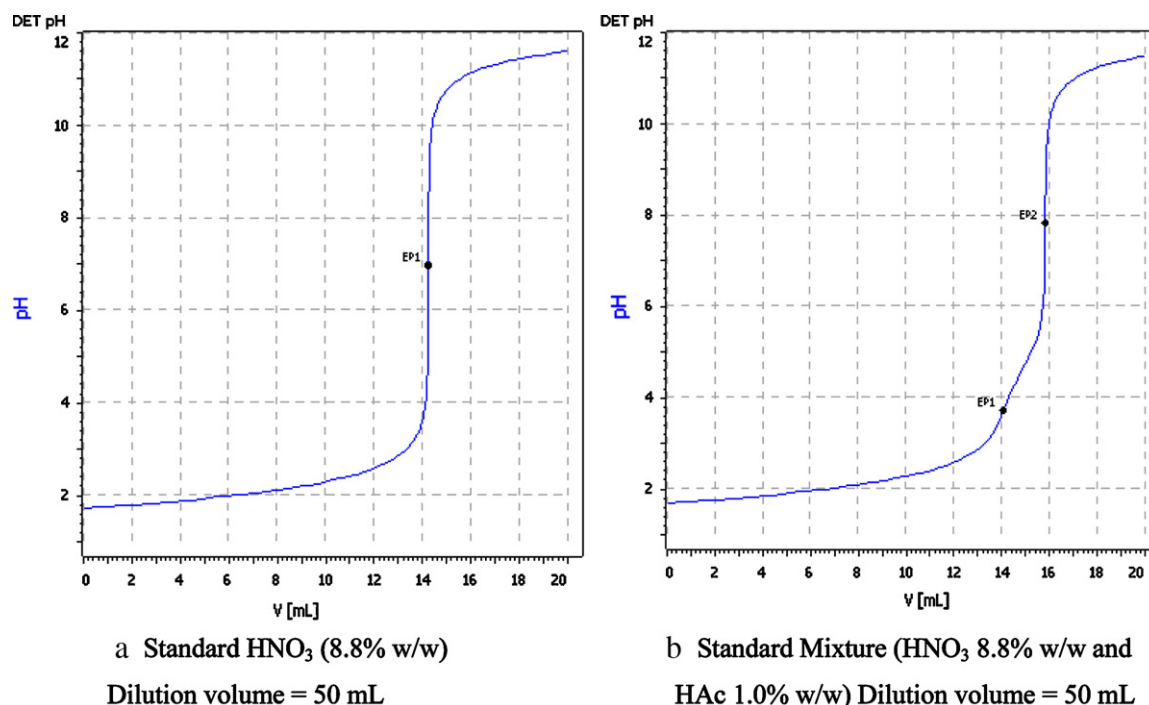 DET pH
12
10
8
6
4
2
pH
EP1
0 2 4 6 8 10 12 14 16 18 20
V [mL]
a Standard HNO₃ (8.8% w/w)
Dilution volume = 50 mL
DET pH
12
10
8
6
4
2
pH
EP2
EP1
0 2 4 6 8 10 12 14 16 18 20
V [mL]
b Standard Mixture (HNO₃ 8.8% w/w and
HAc 1.0% w/w) Dilution volume = 50 mL